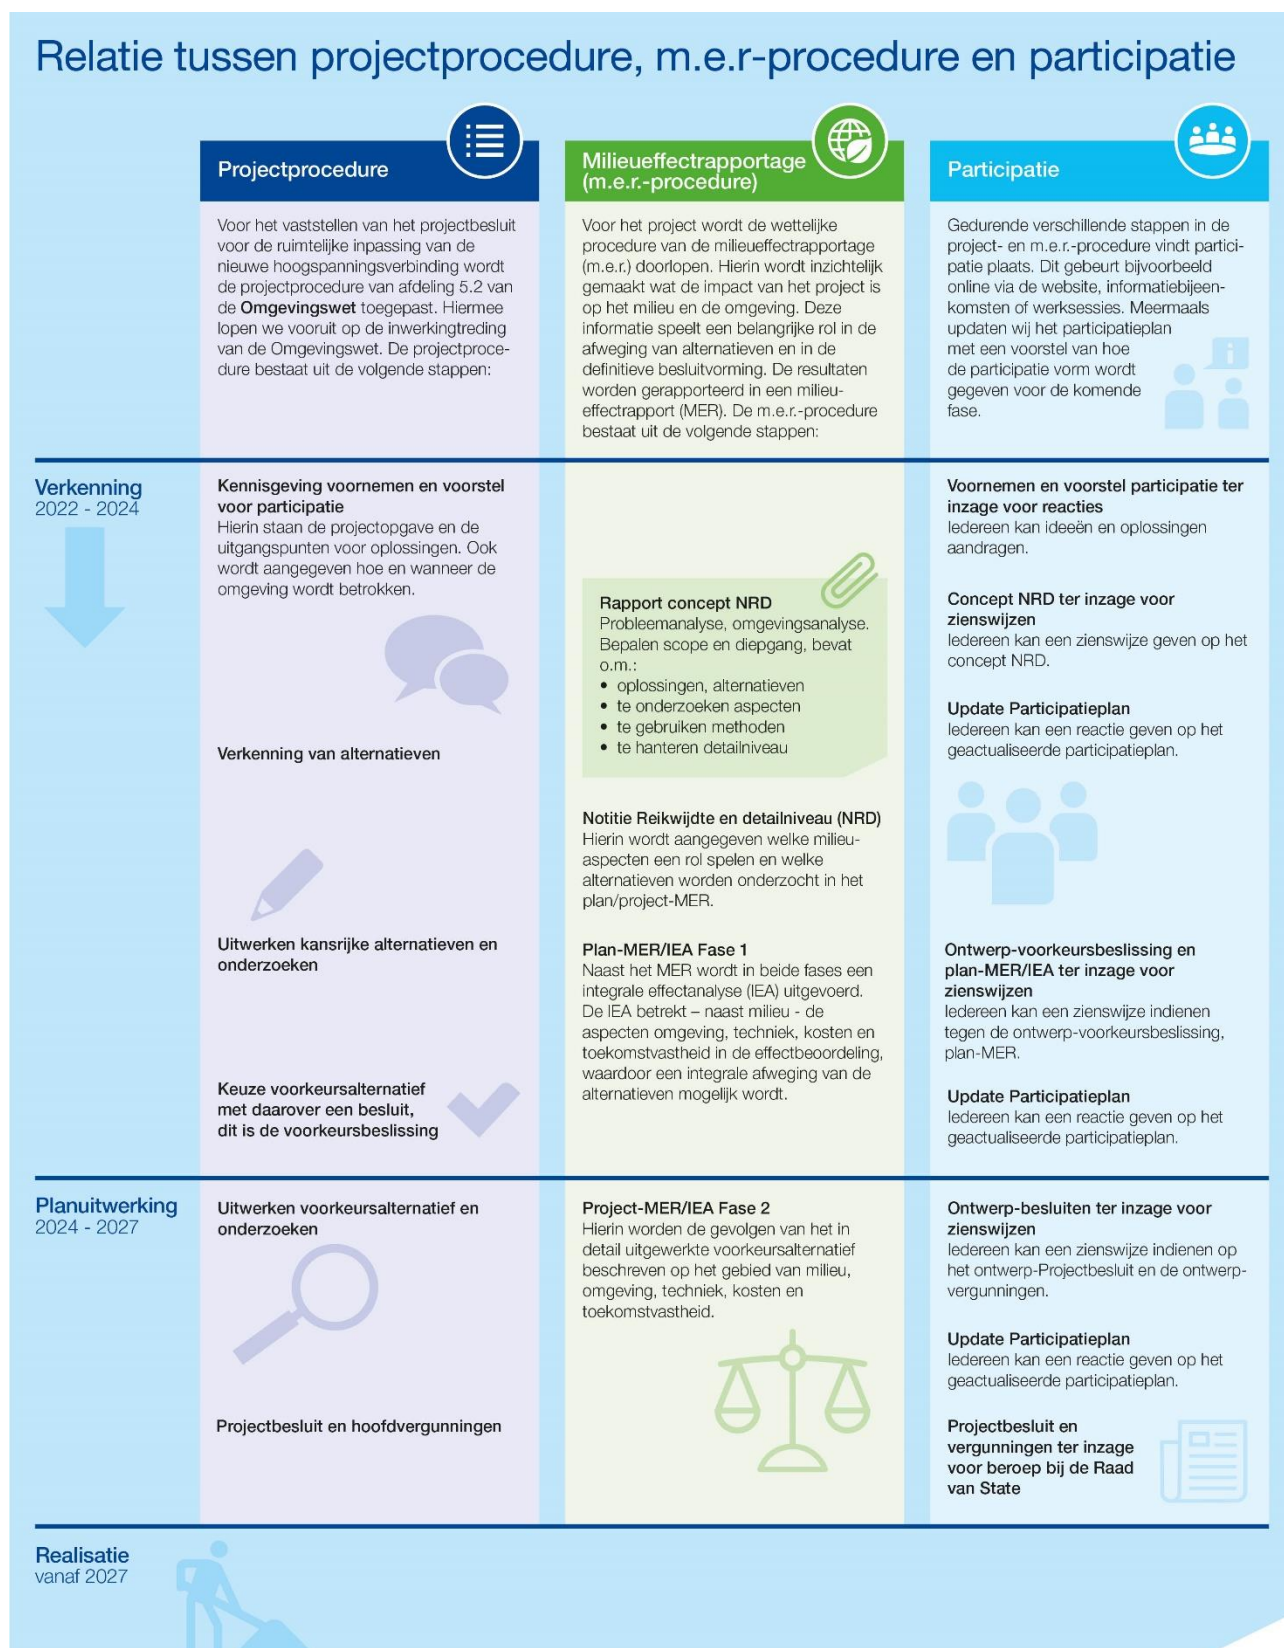 Relatie tussen projectprocedure, m.e.r-procedure en participatie
Projectprocedure
Voor het vaststellen van het projectbesluit
voor de ruimtelijke inpassing van de
nieuwe hoogspanningsverbinding wordt
de projectprocedure van afdeling 5.2 van
de Omgevingswet toegepast. Hiermee
lopen we vooruit op de inwerkingtreding
van de Omgevingswet. De projectproce-
dure bestaat uit de volgende stappen:
Milieueffectrapportage
(m.e.r.-procedure)
Voor het project wordt de wettelijke
procedure van de milieueffectrapportage
(m.e.r.) doorlopen. Hierin wordt inzichtelijk
gemaakt wat de impact van het project is
op het milieu en de omgeving. Deze
informatie speelt een belangrijke rol in de
afweging van alternatieven en in de
definitieve besluitvorming. De resultaten
worden gerapporteerd in een milieu-
effectrapport (MER). De m.e.r.-procedure
bestaat uit de volgende stappen:
Participatie
Gedurende verschillende stappen in de
project- en m.e.r.-procedure vindt partici-
patie plaats. Dit gebeurt bijvoorbeeld
online via de website, informatiebijeen-
komsten of werksessies. Meermaals
updaten wij het participatieplan
met een voorstel van hoe
de participatie vorm wordt
gegeven voor de komende
fase.
i
Verkenning
2022 - 2024
Kennisgeving voornemen en voorstel
voor participatie
Hierin staan de projectopgave en de
uitgangspunten voor oplossingen. Ook
wordt aangegeven hoe en wanneer de
omgeving wordt betrokken.
Verkenning van alternatieven
Uitwerken kansrijke alternatieven en
onderzoeken
Keuze voorkeursalternatief
met daarover een besluit,
dit is de voorkeursbeslissing
Rapport concept NRD
Probleemanalyse, omgevingsanalyse.
Bepalen scope en diepgang, bevat
o.m.:
• oplossingen, alternatieven
• te onderzoeken aspecten
• te gebruiken methoden
• te hanteren detailniveau
Notitie Reikwijdte en detailniveau (NRD)
Hierin wordt aangegeven welke milieu-
aspecten een rol spelen en welke
alternatieven worden onderzocht in het
plan/project-MER.
Plan-MER/IEA Fase 1
Naast het MER wordt in beide fases een
integrale effectanalyse (IEA) uitgevoerd.
De IEA betrekt – naast milieu - de
aspecten omgeving, techniek, kosten en
toekomstvastheid in de effectbeoordeling,
waardoor een integrale afweging van de
alternatieven mogelijk wordt.
Voornemen en voorstel participatie ter
inzage voor reacties
Iedereen kan ideeën en oplossingen
aandragen.
Concept NRD ter inzage voor
zienswijzen
Iedereen kan een zienswijze geven op het
concept NRD.
Update Participatieplan
Iedereen kan een reactie geven op het
geactualiseerde participatieplan.
Ontwerp-voorkeursbeslissing en
plan-MER/IEA ter inzage voor
zienswijzen
Iedereen kan een zienswijze indienen
tegen de ontwerp-voorkeursbeslissing,
plan-MER.
Update Participatieplan
Iedereen kan een reactie geven op het
geactualiseerde participatieplan.
Planuitwerking
2024 - 2027
Uitwerken voorkeursalternatief en
onderzoeken
Projectbesluit en hoofdvergunningen
Project-MER/IEA Fase 2
Hierin worden de gevolgen van het in
detail uitgewerkte voorkeursalternatief
beschreven op het gebied van milieu,
omgeving, techniek, kosten en
toekomstvastheid.
Ontwerp-besluiten ter inzage voor
zienswijzen
Iedereen kan een zienswijze indienen op
het ontwerp-Projectbesluit en de ontwerp-
vergunningen.
Update Participatieplan
Iedereen kan een reactie geven op het
geactualiseerde participatieplan.
Projectbesluit en
vergunningen ter inzage
voor beroep bij de Raad
van State
Realisatie
vanaf 2027